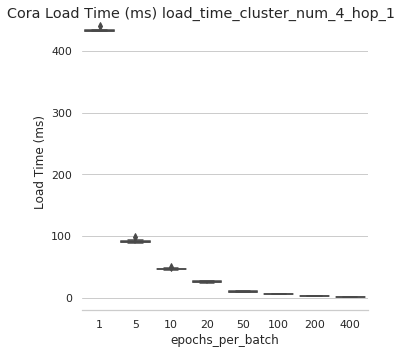 Cora Load Time (ms) load_time_cluster_num_4_hop_1
400
300
200
100
0
Load Time (ms)
1 5 10 20 50 100 200 400
epochs_per_batch